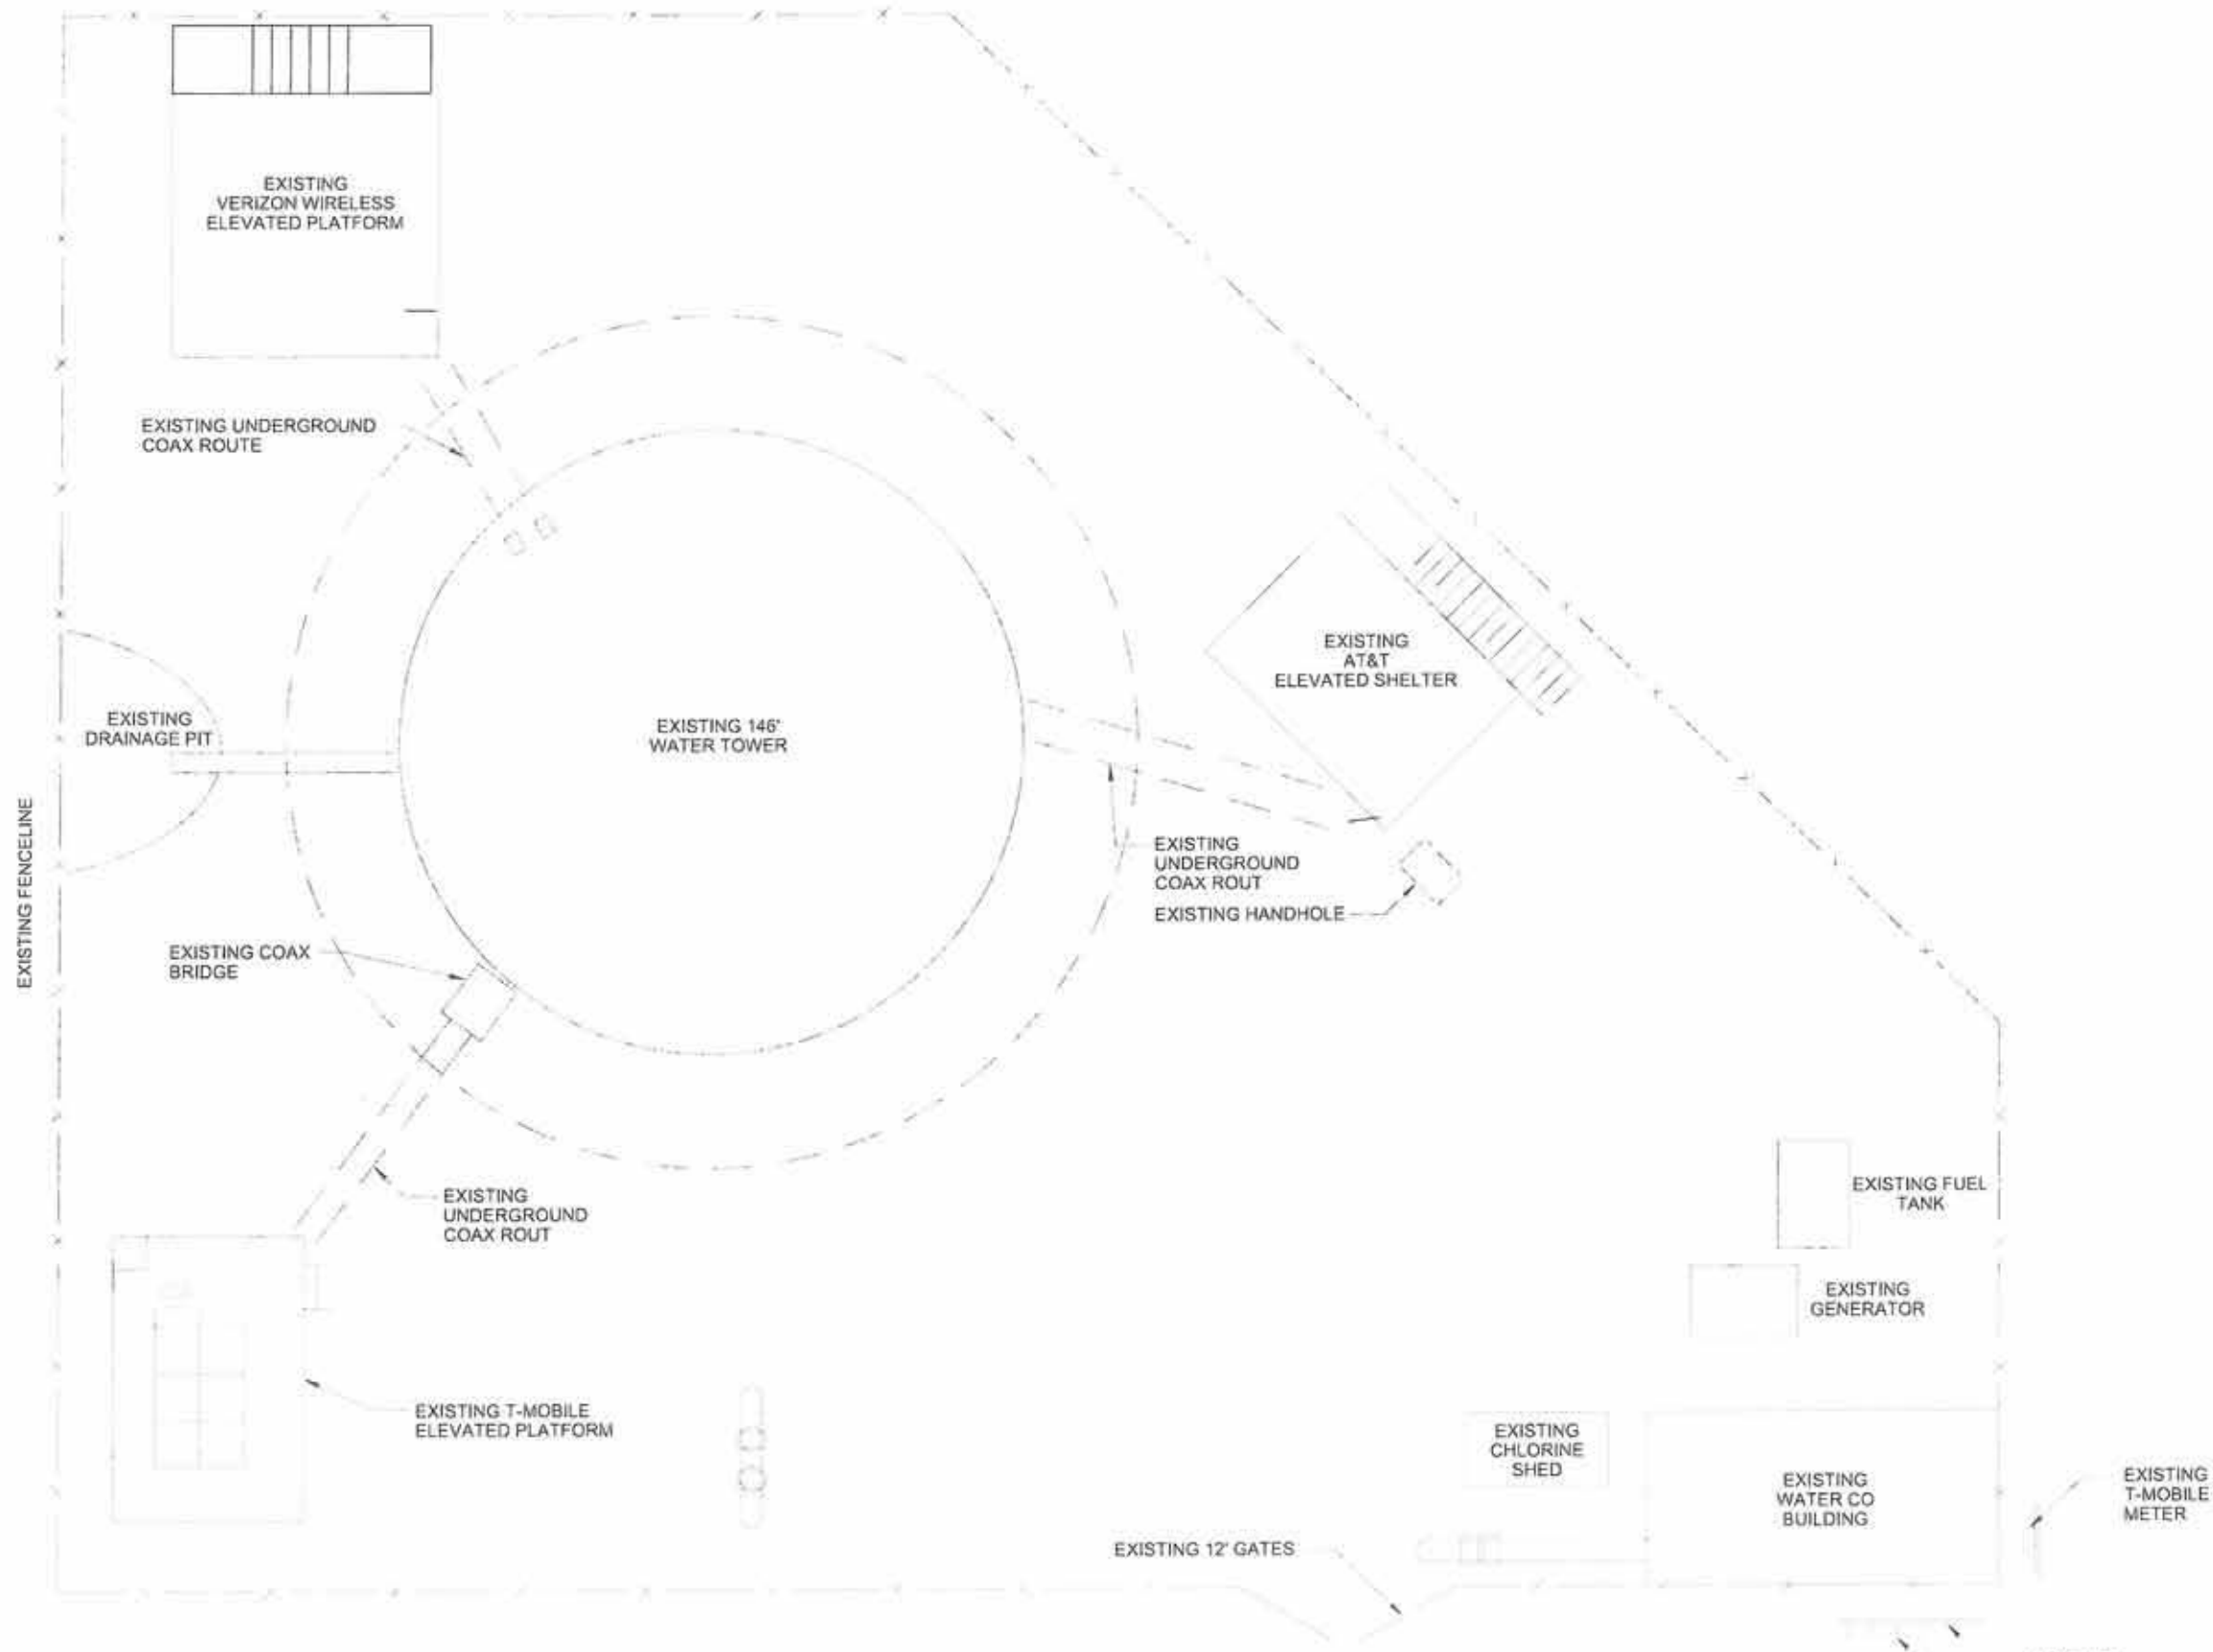 EXISTING
VERIZON WIRELESS
ELEVATED PLATFORM
EXISTING UNDERGROUND
COAX ROUTE
EXISTING
AT&T
ELEVATED SHELTER
EXISTING
DRAINAGE PIT
EXISTING 146'
WATER TOWER
EXISTING FENCELINE
EXISTING
UNDERGROUND
COAX ROUT
EXISTING HANDHOLE
EXISTING COAX
BRIDGE
EXISTING
UNDERGROUND
COAX ROUT
EXISTING FUEL
TANK
EXISTING
GENERATOR
EXISTING T-MOBILE
ELEVATED PLATFORM
EXISTING
CHLORINE
SHED
EXISTING
WATER CO
BUILDING
EXISTING
T-MOBILE
METER
EXISTING 12' GATES